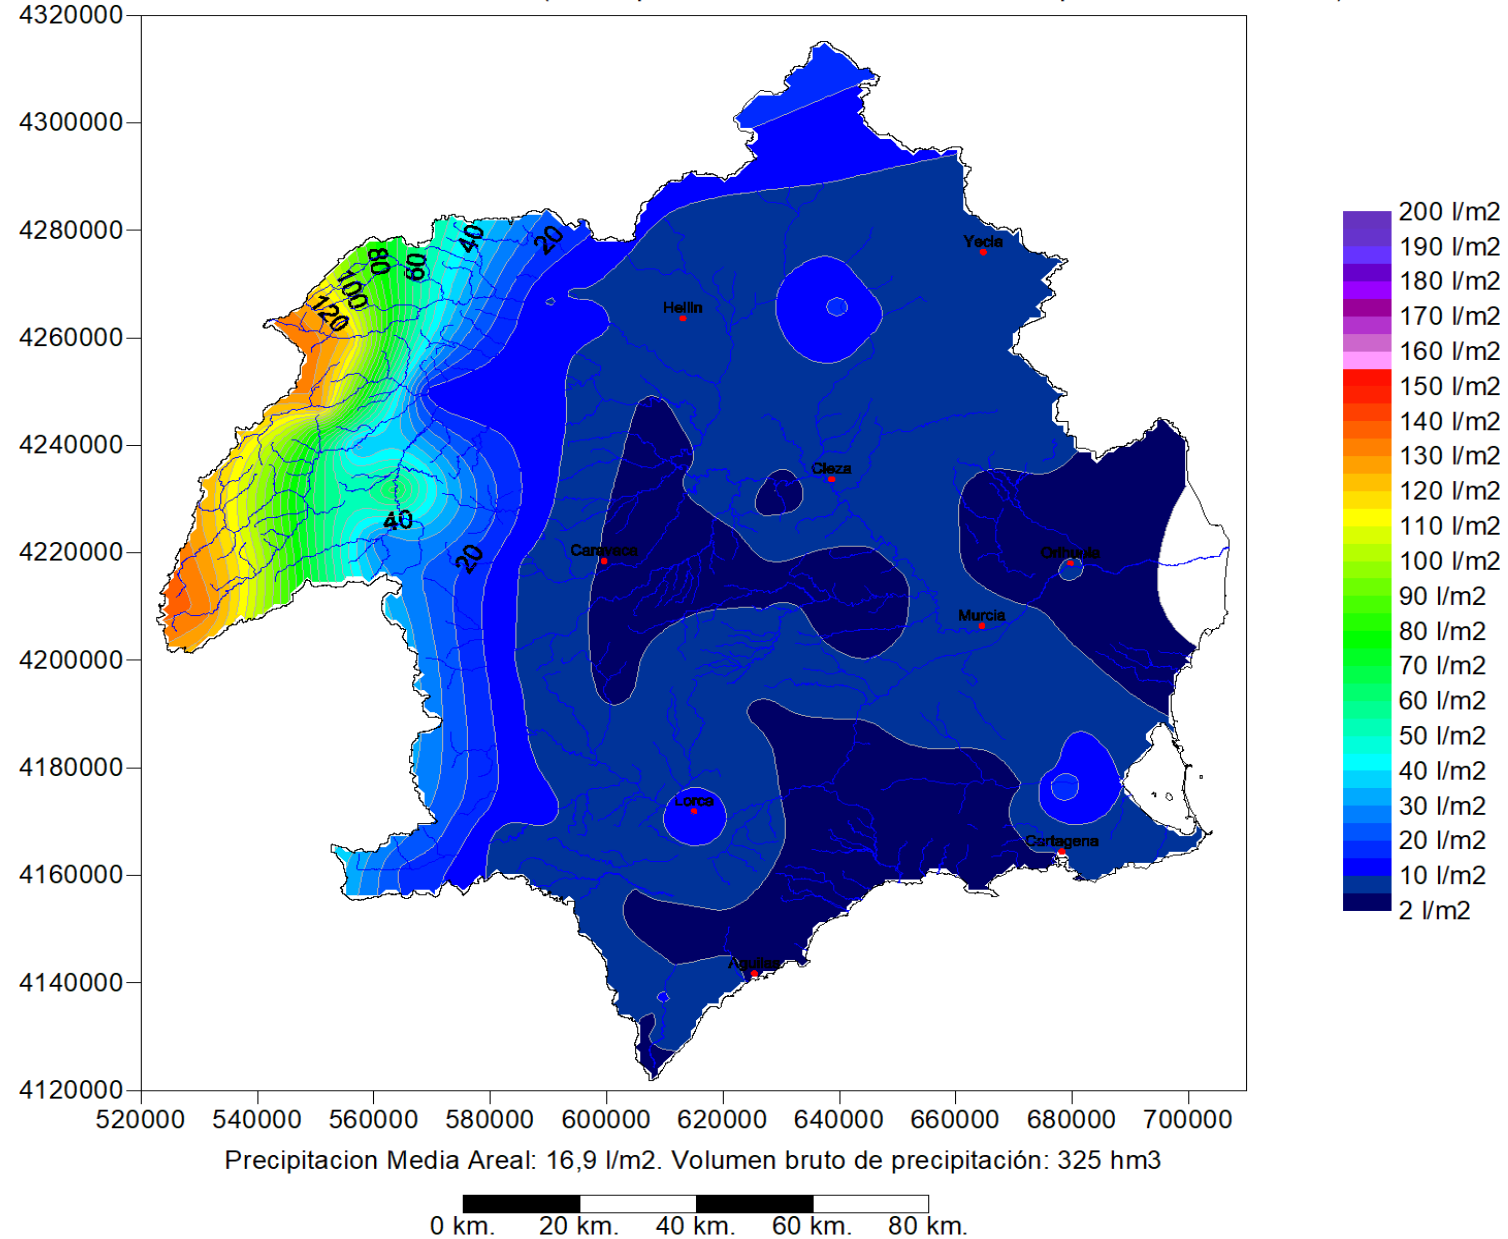 4320000
4300000
4280000
4260000
4240000
4220000
4200000
4180000
4160000
4140000
4120000
520000 540000 560000 580000 600000 620000 640000 660000 680000 700000
40
20
80
60
100
120
40
20
Yecla
Hellin
Cieza
Caravaca
Orihuela
Murcia
Lorca
Cartagena
Aguilas
200 l/m2
190 l/m2
180 l/m2
170 l/m2
160 l/m2
150 l/m2
140 l/m2
130 l/m2
120 l/m2
110 l/m2
100 l/m2
90 l/m2
80 l/m2
70 l/m2
60 l/m2
50 l/m2
40 l/m2
30 l/m2
20 l/m2
10 l/m2
2 l/m2
Precipitacion Media Areal: 16,9 l/m2. Volumen bruto de precipitación: 325 hm3
0 km. 20 km. 40 km. 60 km. 80 km.